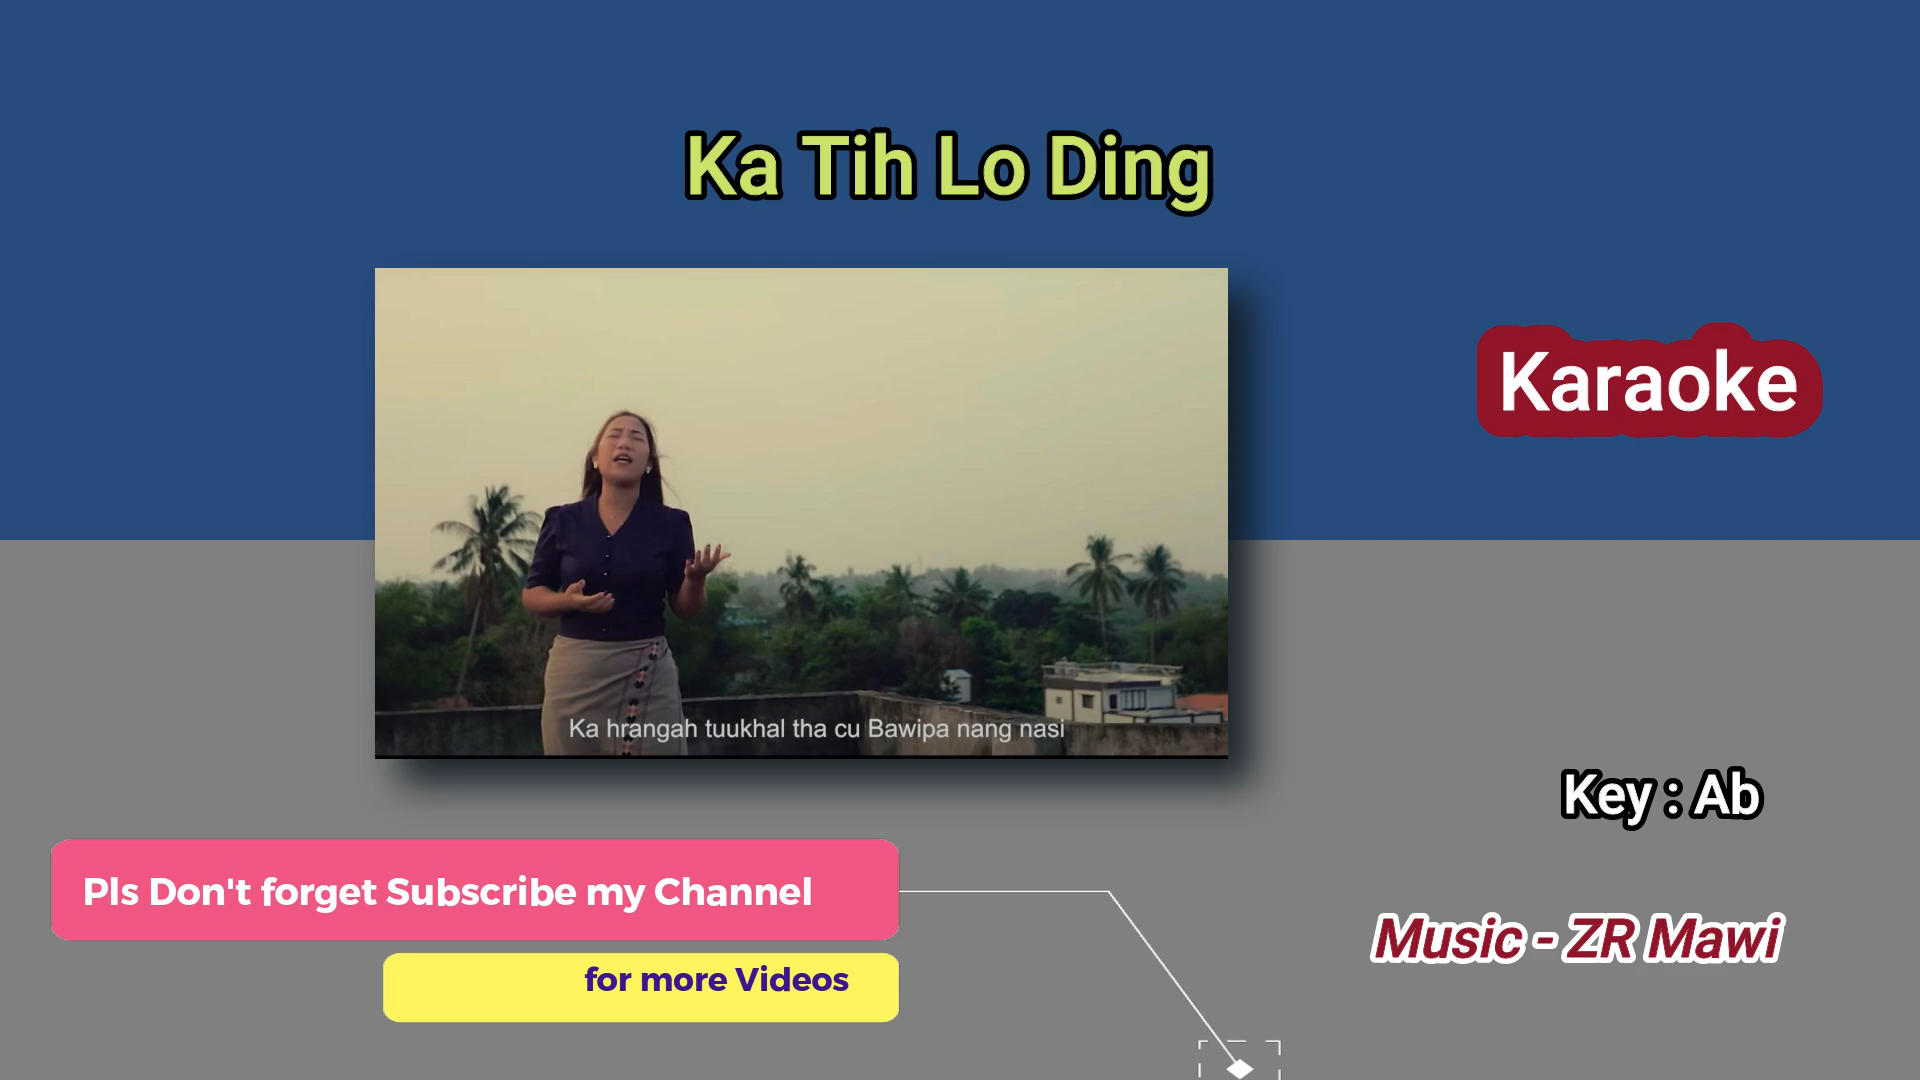 Ka Tih Lo Ding
Karaoke
Ka hrangah tuukhal tha cu Bawipa nang nasi
Key : Ab
Pls Don't forget Subscribe my Channel
Music - ZR Mawi
for more Videos